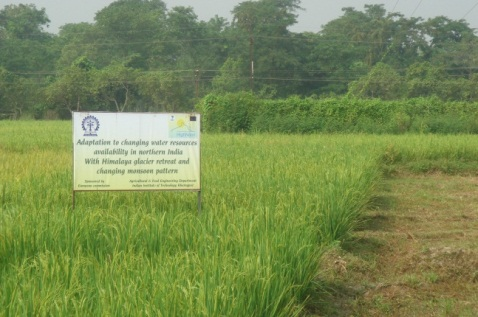 Adaptation to changing water resources
availability in northern India
With Himalaya glacier retreat and
changing monsoon pattern
Sponsored by
European commission
Agricultural & Food Engineering Department
Indian Institute of Technology, Kharagpur